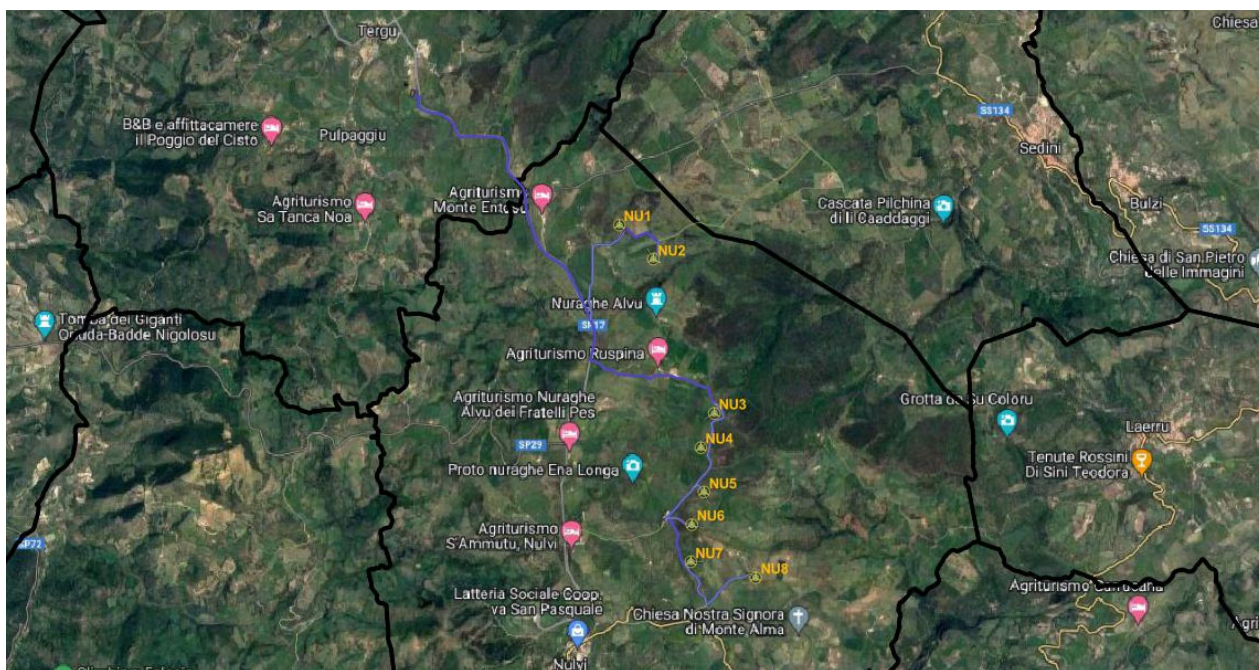 Chiesa
Tergu
B&B e affittacamere
il Poggio del Cisto
Pulpaggiu
SS134
Sedini
Agriturismo
Sa Tanca Noa
Agriturismo
Monte Entosu
NU1
NU2
Cascata Pilchina
di li Caaddaggi
Bulzi
SS134
Chiesa di San Pietro
delle Immagini
Nuraghe Alvu
Tomba dei Giganti
Oduda-Badde Nigolosu
SP17
Agriturismo Ruspina
Agriturismo Nuraghe
Alvu dei Fratelli Pes
NU3
Grotta de Su Coloru
Laerru
SP29
NU4
Proto nuraghe Ena Longa
Tenute Rossini
Di Sini Teodora
NU5
Agriturismo
S'Ammutu, Nulvi
NU6
SP72
NU7
NU8
Latteria Sociale Coop.
va San Pasquale
Chiesa Nostra Signora
di Monte Alma
Agriturismo
Agri
Nulvi